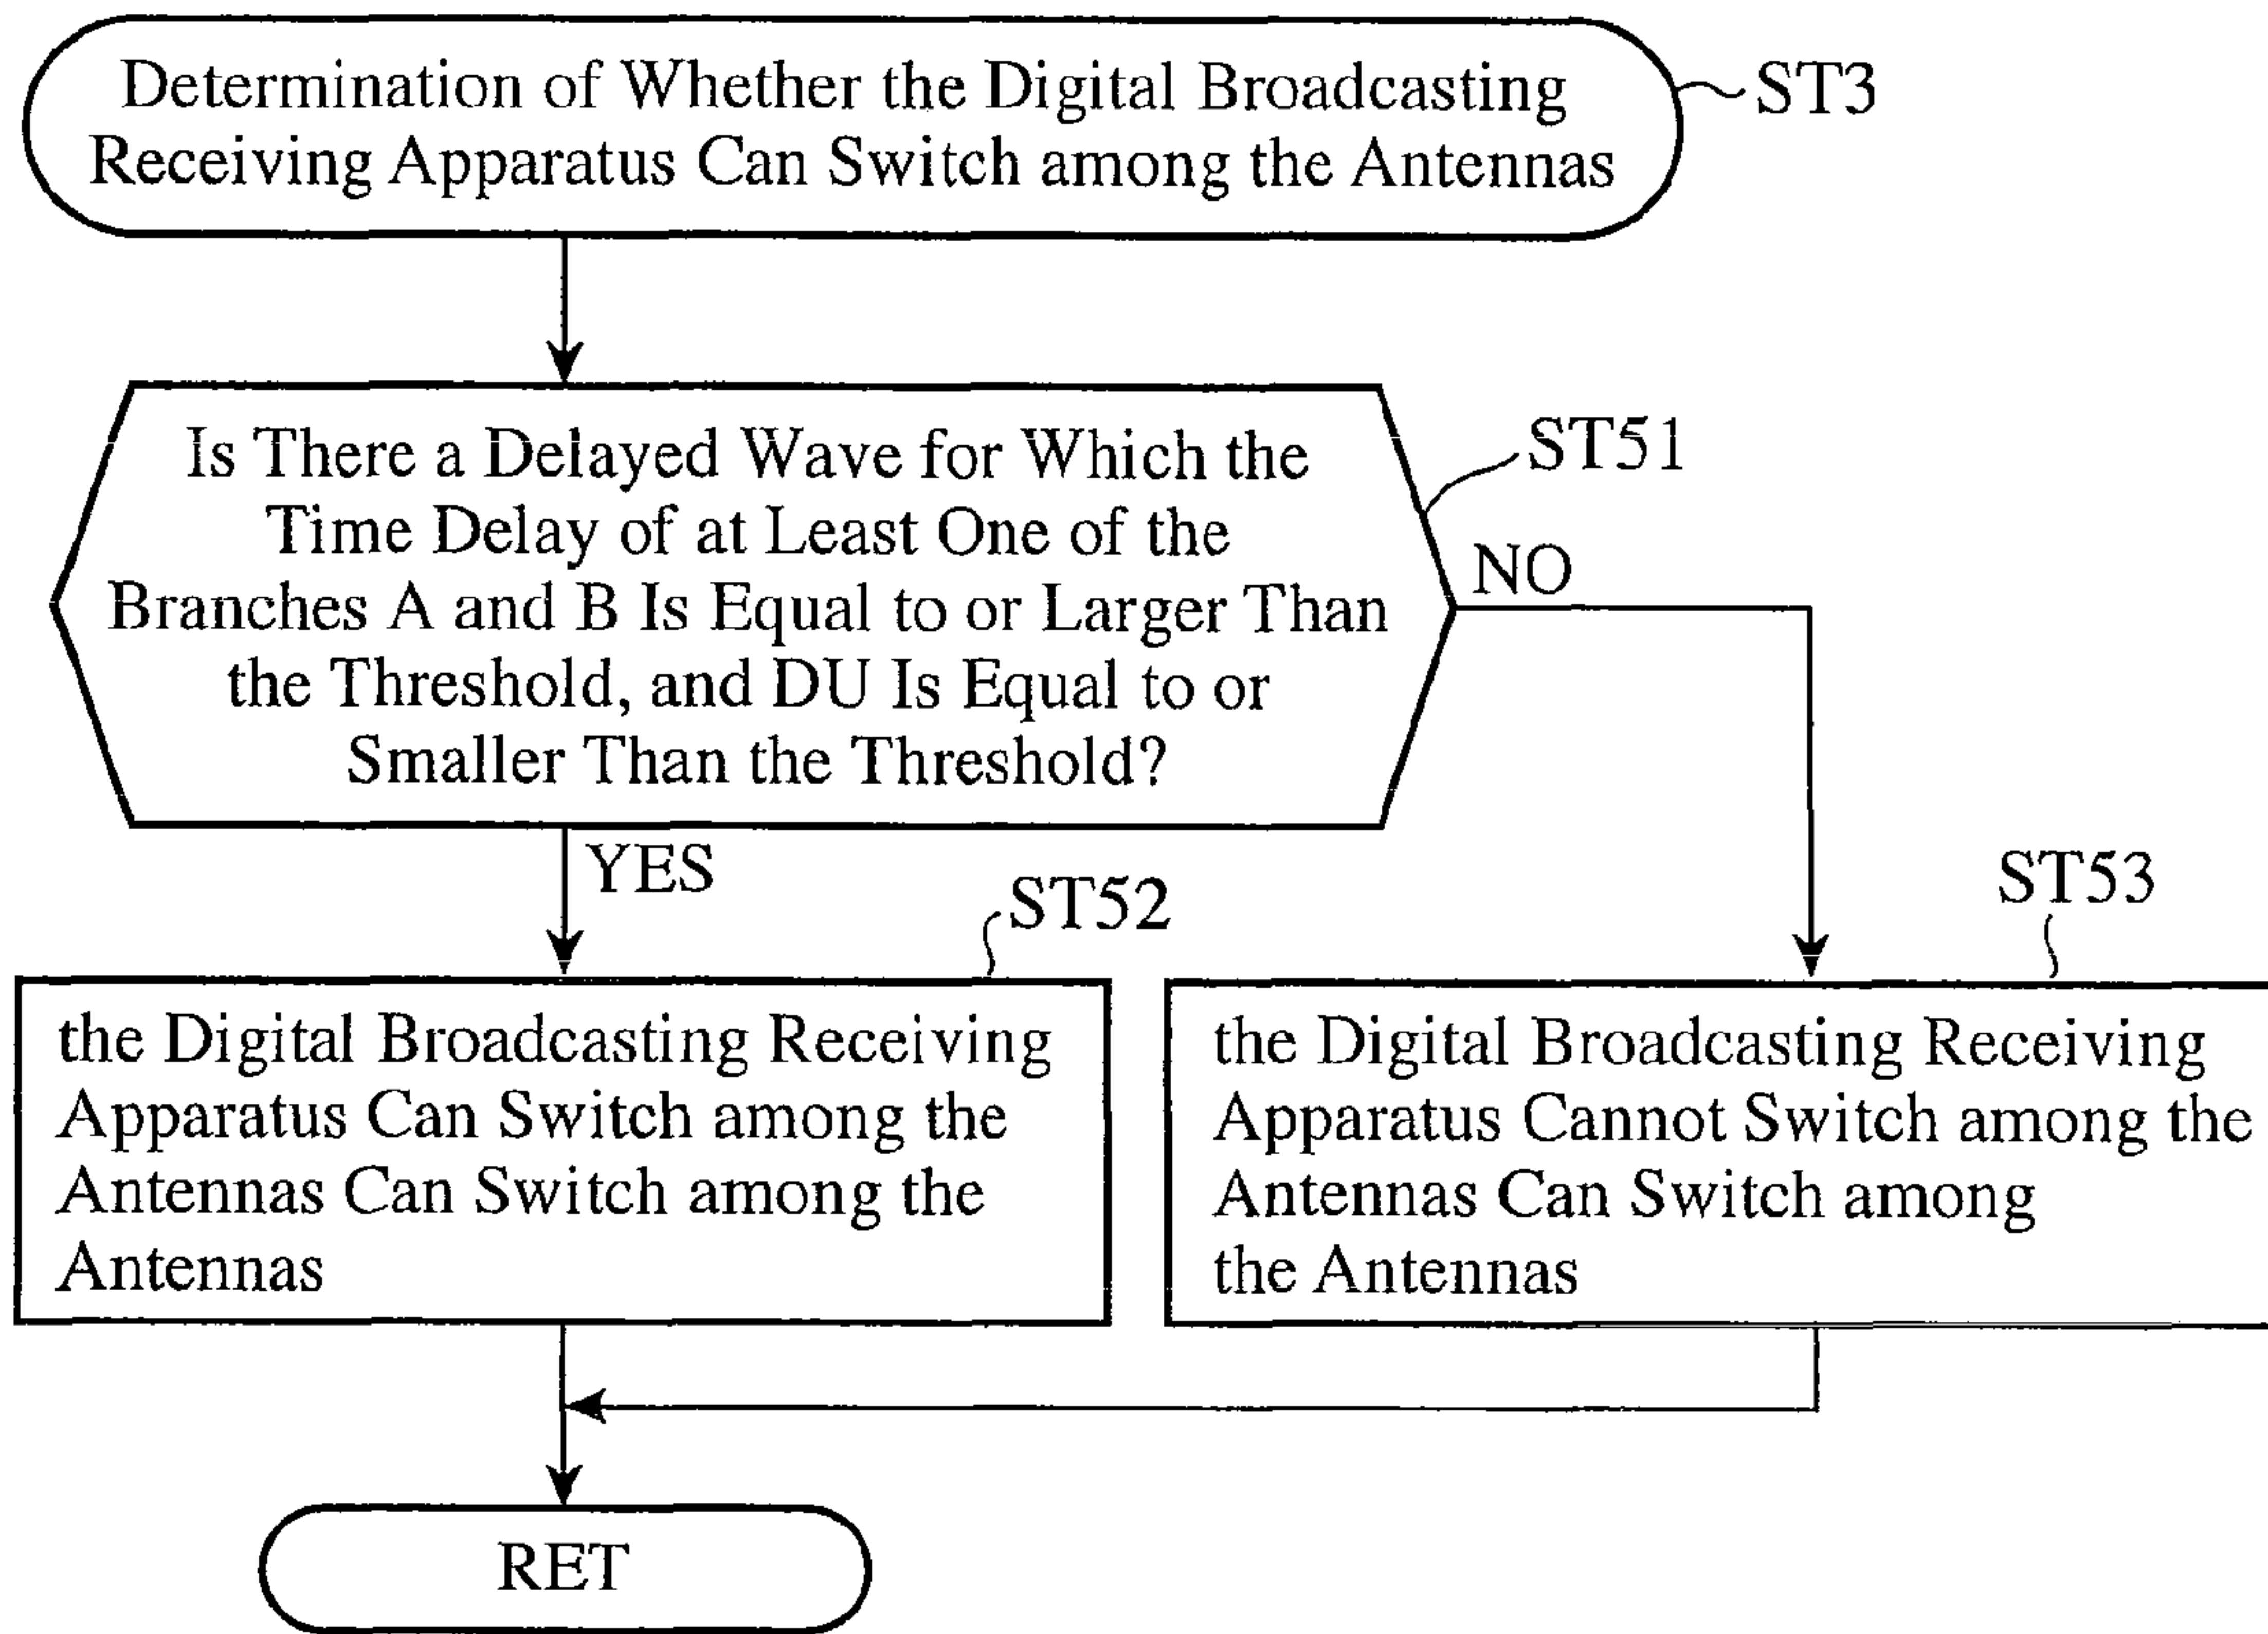 Determination of Whether the Digital Broadcasting
Receiving Apparatus Can Switch among the Antennas
ST3
Is There a Delayed Wave for Which the
Time Delay of at Least One of the
Branches A and B Is Equal to or Larger Than
the Threshold, and DU Is Equal to or
Smaller Than the Threshold?
ST51
NO
YES
ST52
ST53
the Digital Broadcasting Receiving
Apparatus Can Switch among the
Antennas Can Switch among the
Antennas
the Digital Broadcasting Receiving
Apparatus Cannot Switch among the
Antennas Can Switch among
the Antennas
RET